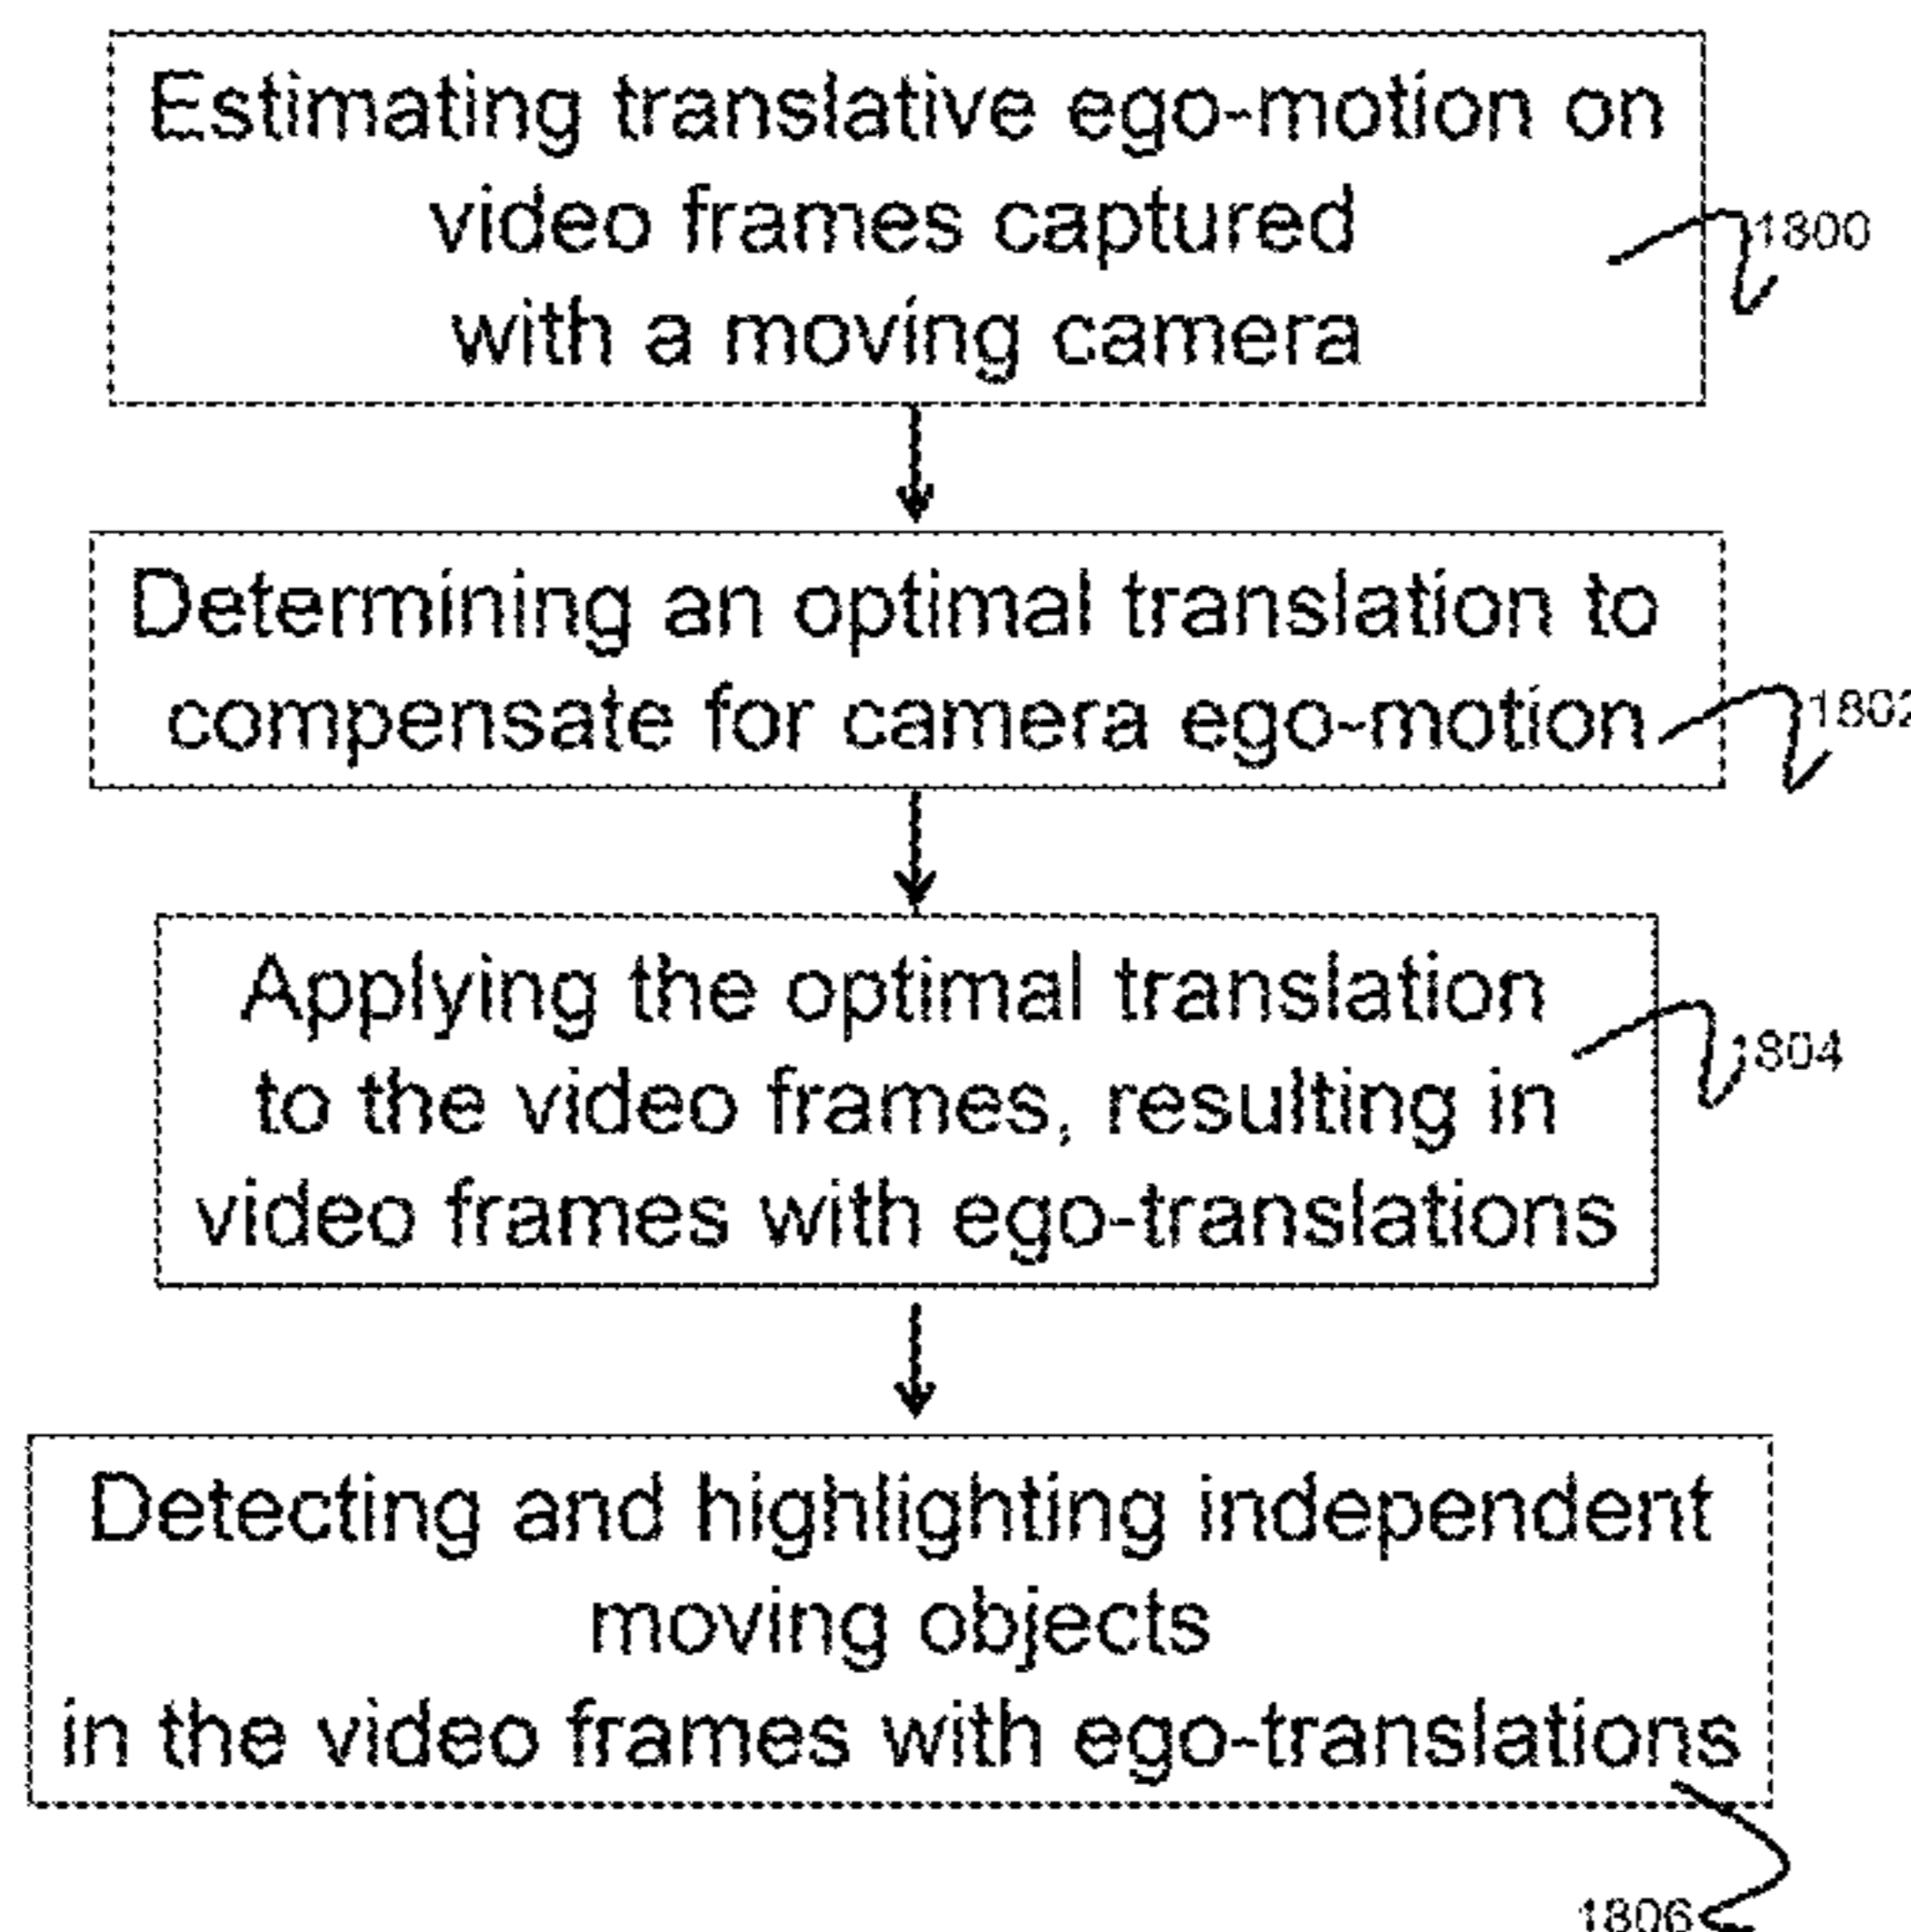 Estimating translative ego-motion on
video frames captured
1800
with a moving camera
Determining an optimal translation to
compensate for camera ego-motion
1802
Applying the optimal translation
1804
to the video frames, resulting in
video frames with ego-translations
Detecting and highlighting independent
moving objects
in the video frames with ego-translations
1806